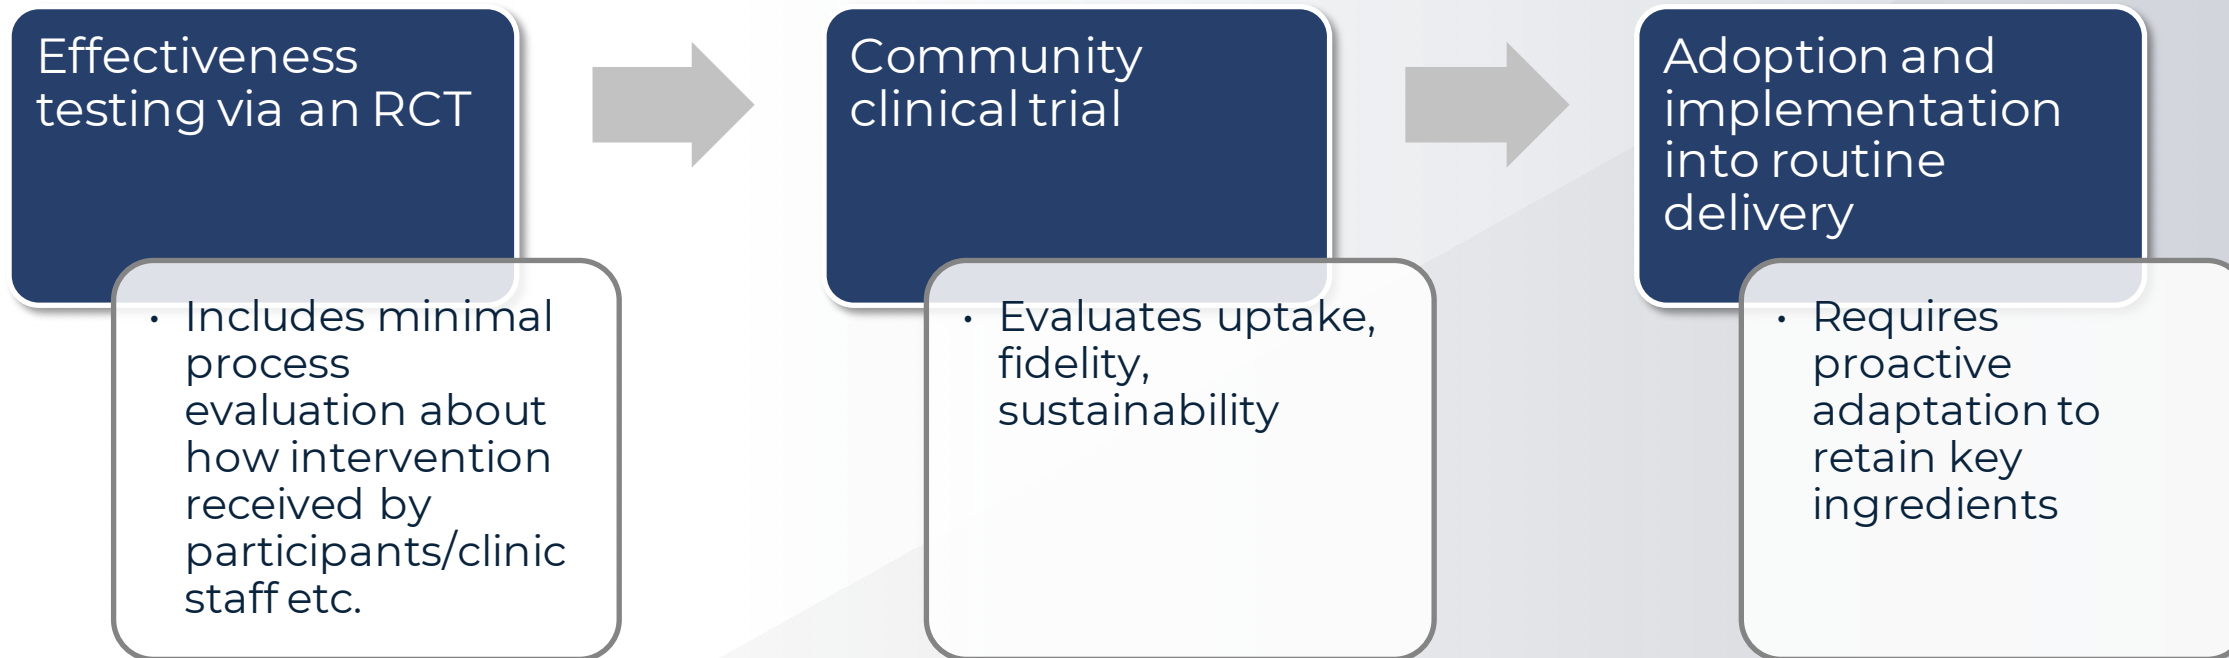 Effectiveness
testing via an RCT
• Includes minimal
process
evaluation about
how intervention
received by
participants/clinic
staff etc.
Community
clinical trial
• Evaluates uptake,
fidelity,
sustainability
Adoption and
implementation
into routine
delivery
• Requires
proactive
adaptation to
retain key
ingredients